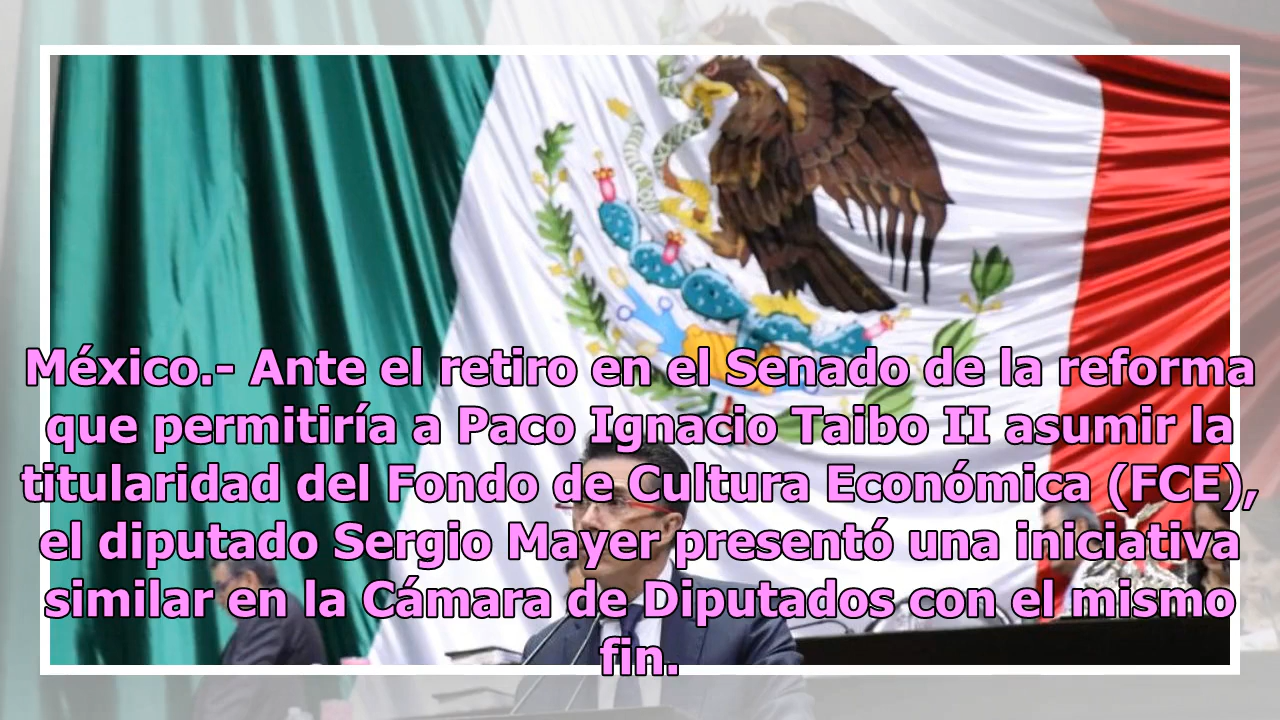 México.- Ante el retiro en el Senado de la reforma
que permitiría a Paco Ignacio Taibo II asumir la
titularidad del Fondo de Cultura Económica (FCE),
el diputado Sergio Mayer presentó una iniciativa
similar en la Cámara de Diputados con el mismo
fin.